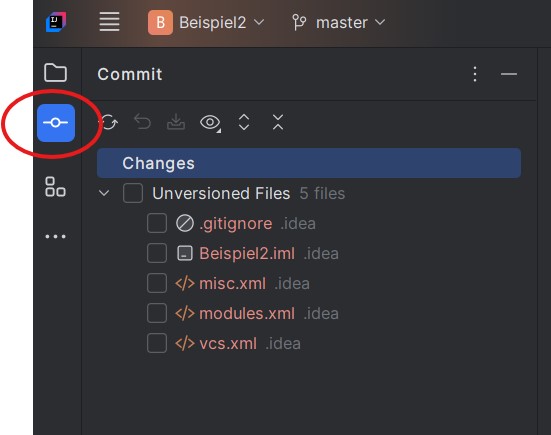 IJ B Beispiel2 master
Commit
Changes
Unversioned Files 5 files
.gitignore .idea
Beispiel2.iml .idea
misc.xml .idea
modules.xml .idea
vcs.xml .idea